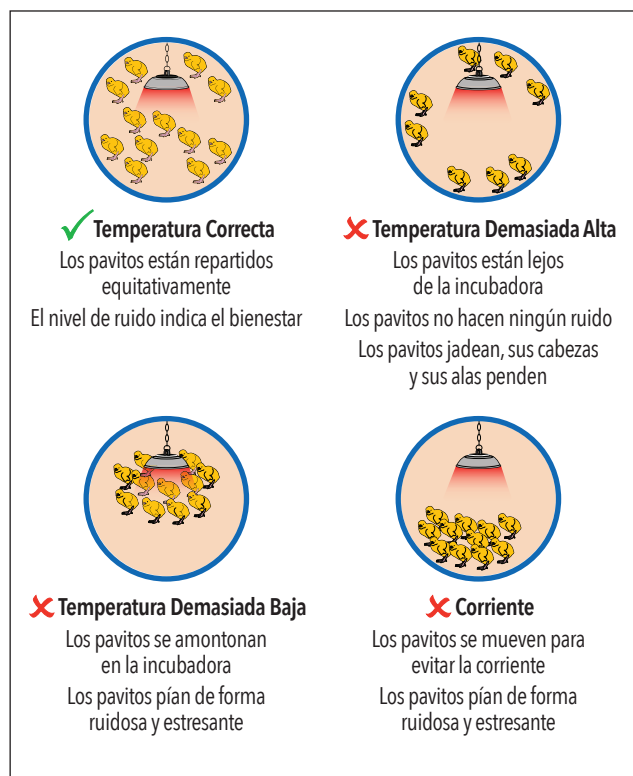 Temperatura Correcta
Los pavitos están repartidos
equitativamente
El nivel de ruido indica el bienestar
Temperatura Demasiada Alta
Los pavitos están lejos
de la incubadora
Los pavitos no hacen ningún ruido
Los pavitos jadean, sus cabezas
y sus alas penden
Temperatura Demasiada Baja
Los pavitos se amontonan
en la incubadora
Los pavitos pían de forma
ruidosa y estresante
Corriente
Los pavitos se mueven para
evitar la corriente
Los pavitos pían de forma
ruidosa y estresante